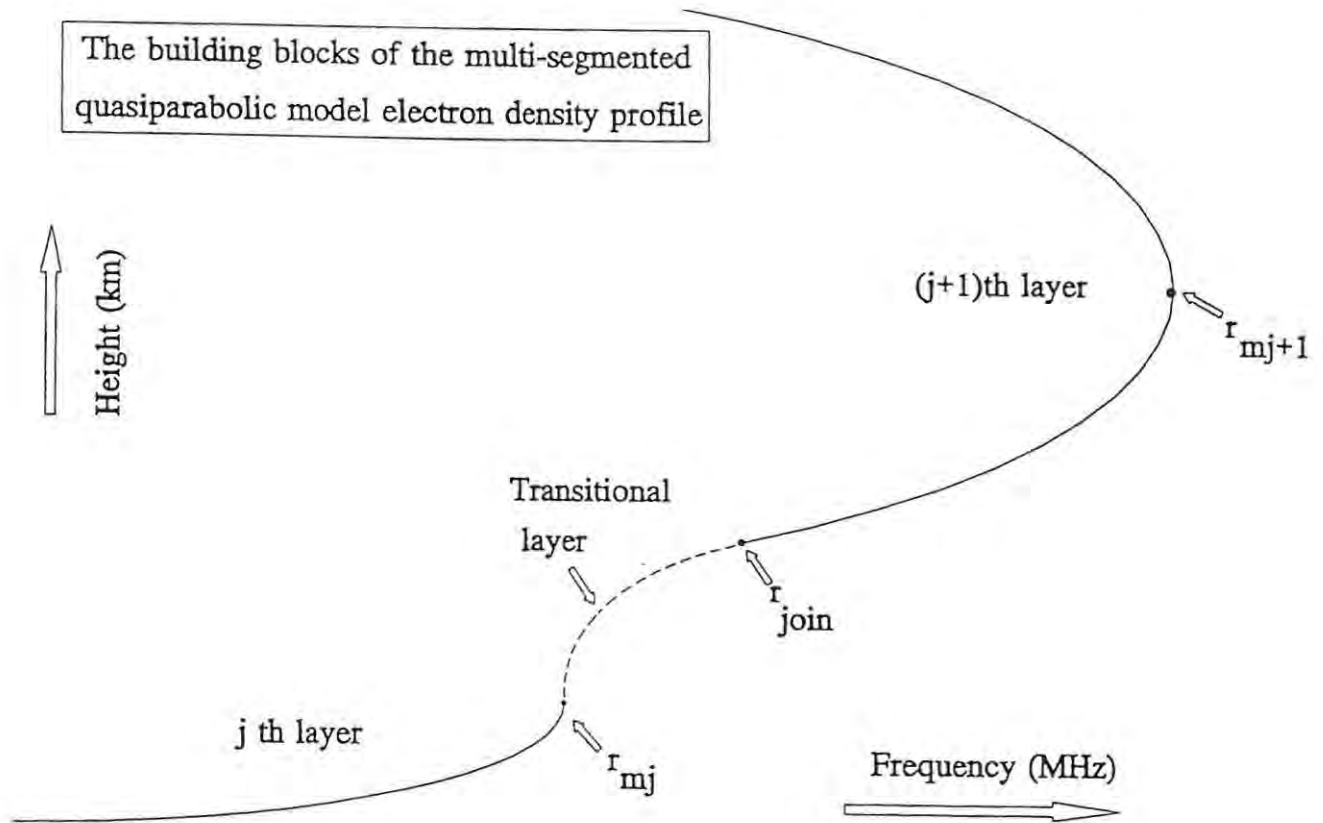 The building blocks of the multi-segmented
quasiparabolic model electron density profile
Height (km)
(j+1)th layer
r mj+1
Transitional
layer
r join
j th layer
r mj
Frequency (MHz)